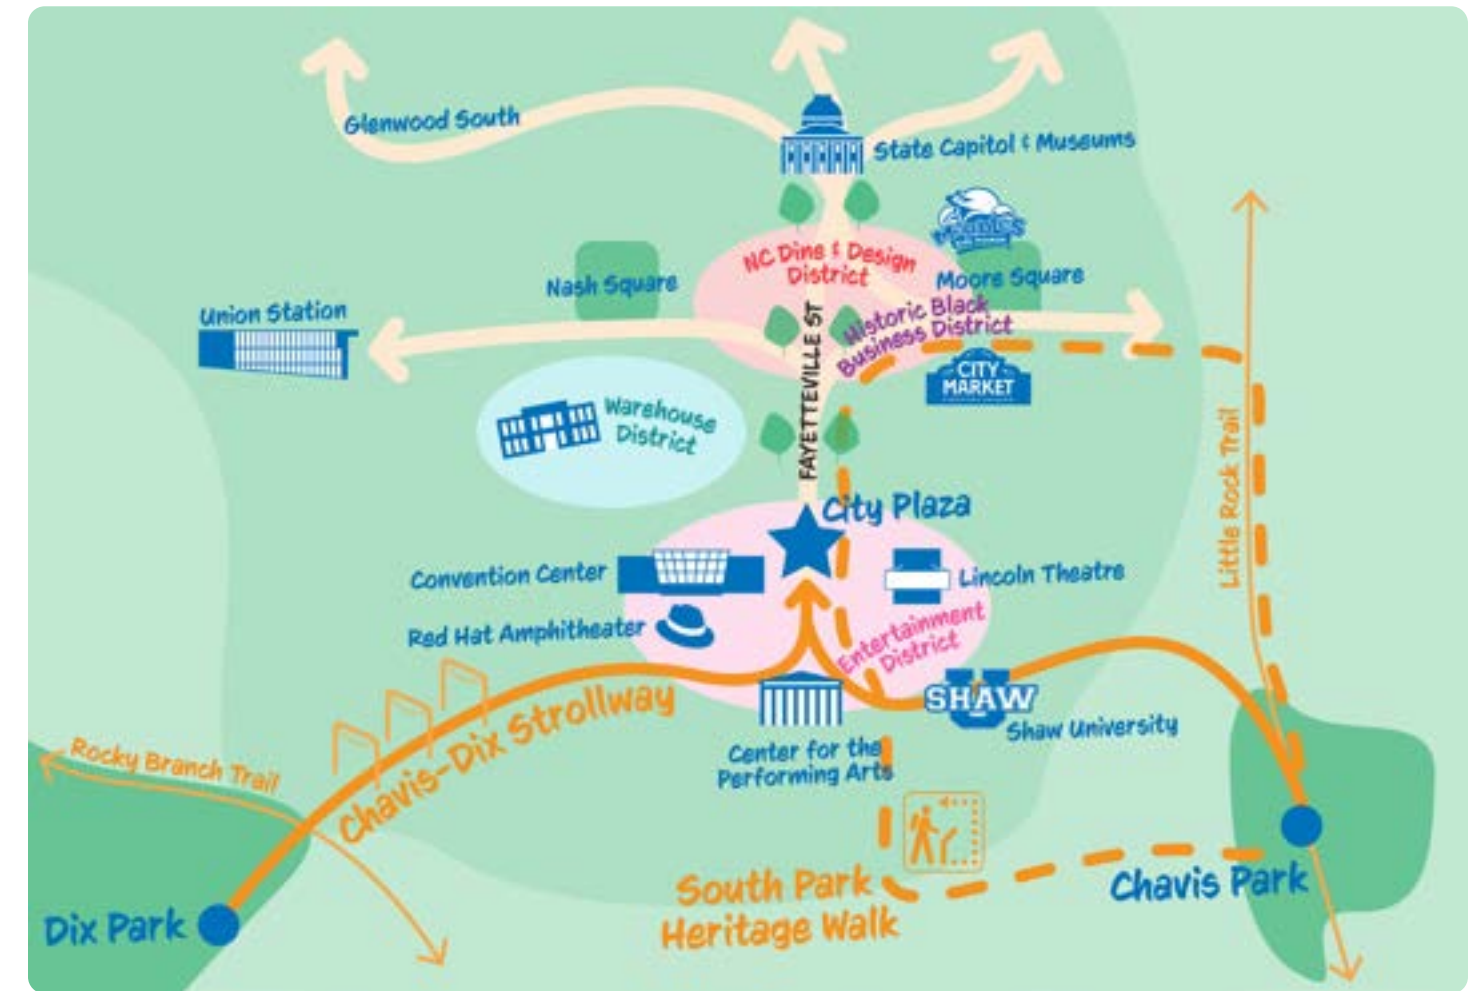 Glenwood South
State Capitol & Museums
NC Dine & Design
District
Nash Square
Moore Square
Union Station
Historic Black
Business District
FAYETTEVILLE ST
CITY
MARKET
Warehouse
District
City Plaza
Little Rock Trail
Convention Center
Lincoln Theatre
Red Hat Amphitheater
Entertainment
District
SHAW
U
Shaw University
Chavis-Dix Strollway
Rocky Branch Trail
Center for the
Performing Arts
South Park
Heritage Walk
Chavis Park
Dix Park